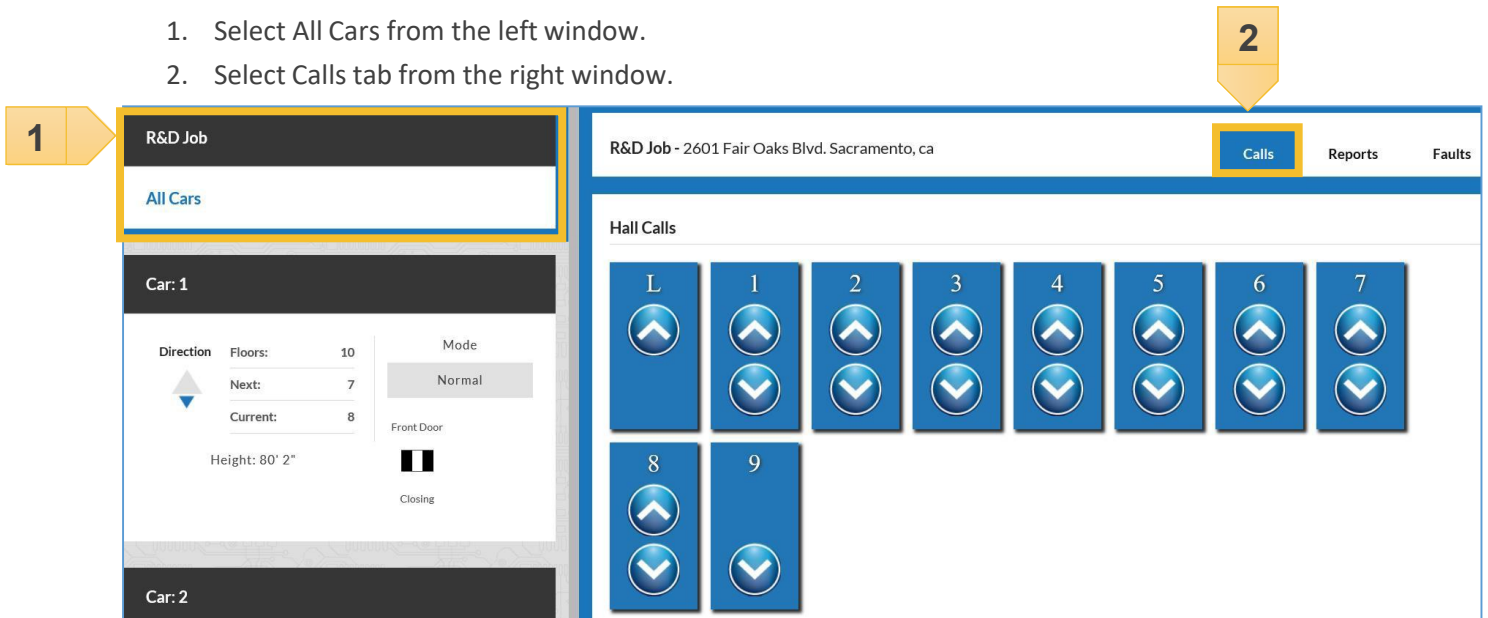 1. Select All Cars from the left window.
2. Select Calls tab from the right window.
2
1
R&D Job
All Cars
R&D Job - 2601 Fair Oaks Blvd. Sacramento, ca
Calls Reports Faults
Hall Calls
L 1 2 3 4 5 6 7
8 9
Car: 1
Direction
Floors: 10
Next: 7
Current: 8
Height: 80' 2"
Mode
Normal
Front Door
Closing
Car: 2